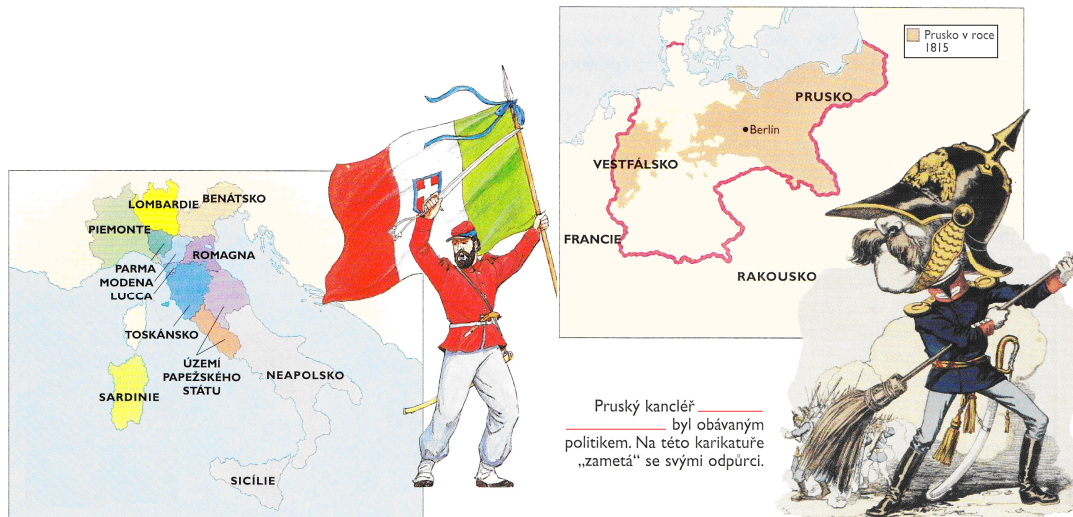 LOMBARDIE
BENÁTSKO
PIEMONTE
ROMAGNA
PARMA
MODENA
LUCCA
TOSKÁNSKO
ÚZEMÍ
PAPEŽSKÉHO
STÁTU
NEAPOLSKO
SARDINIE
SICÍLIE
Prusko v roce
1815
PRUSKO
Berlín
VESTFÁLSKO
FRANCIE
RAKOUSKO
Pruský kancléř
byl obávaným
politikem. Na této karikatuře
„zametá“ se svými odpůrci.